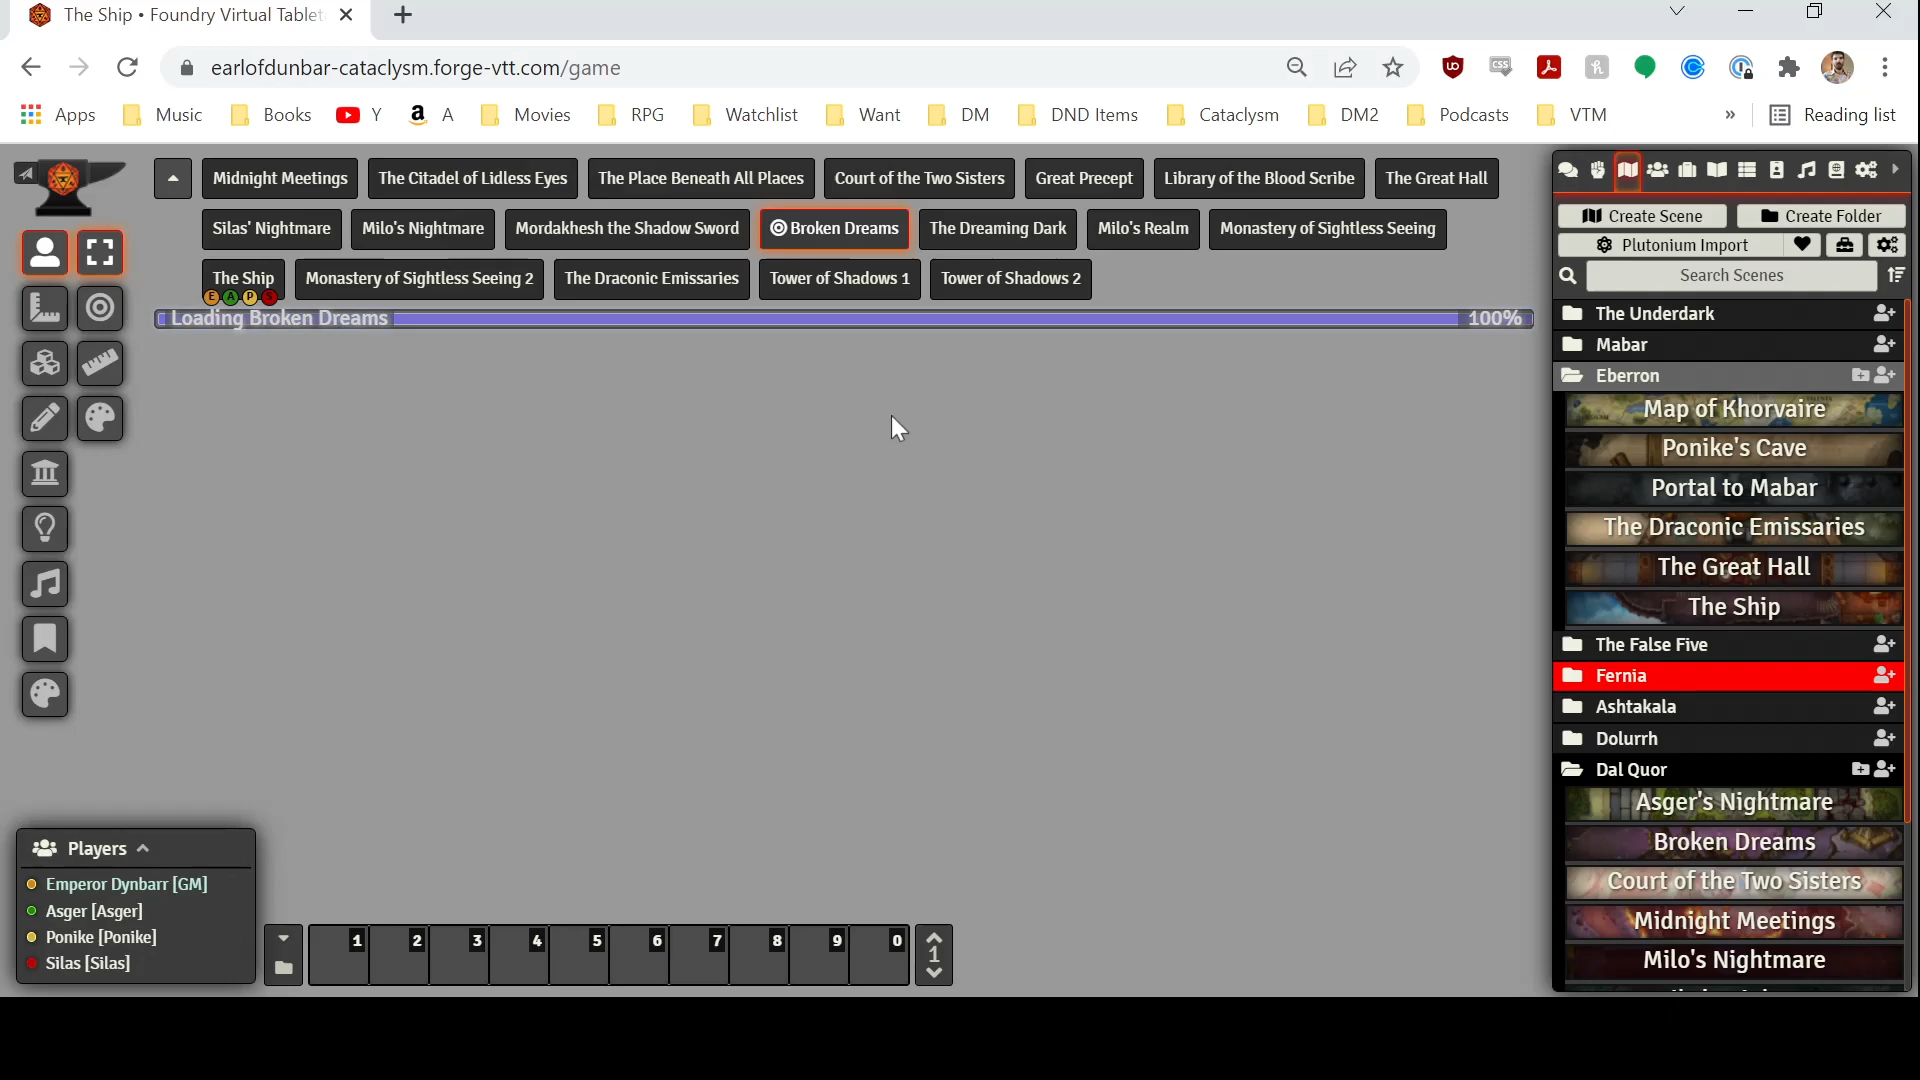 The Ship • Foundry Virtual Tablet
earlofdunbar-cataclysm.forge-vtt.com/game
Apps Music Books Y A Movies RPG Watchlist Want DM DND Items Cataclysm DM2 Podcasts VTM » Reading list
Midnight Meetings The Citadel of Lidless Eyes The Place Beneath All Places Court of the Two Sisters Great Precept Library of the Blood Scribe The Great Hall
Silas' Nightmare Milo's Nightmare Mordakhesh the Shadow Sword Broken Dreams The Dreaming Dark Milo's Realm Monastery of Sightless Seeing
The Ship Monastery of Sightless Seeing 2 The Draconic Emissaries Tower of Shadows 1 Tower of Shadows 2
E A P S
Loading Broken Dreams 100%
Create Scene Create Folder
Plutonium Import
Search Scenes
The Underdark
Mabar
Eberron
Map of Khorvaire
Ponike's Cave
Portal to Mabar
The Draconic Emissaries
The Great Hall
The Ship
The False Five
Fernia
Ashtakala
Dolurrh
Dal Quor
Asger's Nightmare
Broken Dreams
Court of the Two Sisters
Midnight Meetings
Milo's Nightmare
Players
Emperor Dynbarr [GM]
Asger [Asger]
Ponike [Ponike]
Silas [Silas]
1 2 3 4 5 6 7 8 9 0
1